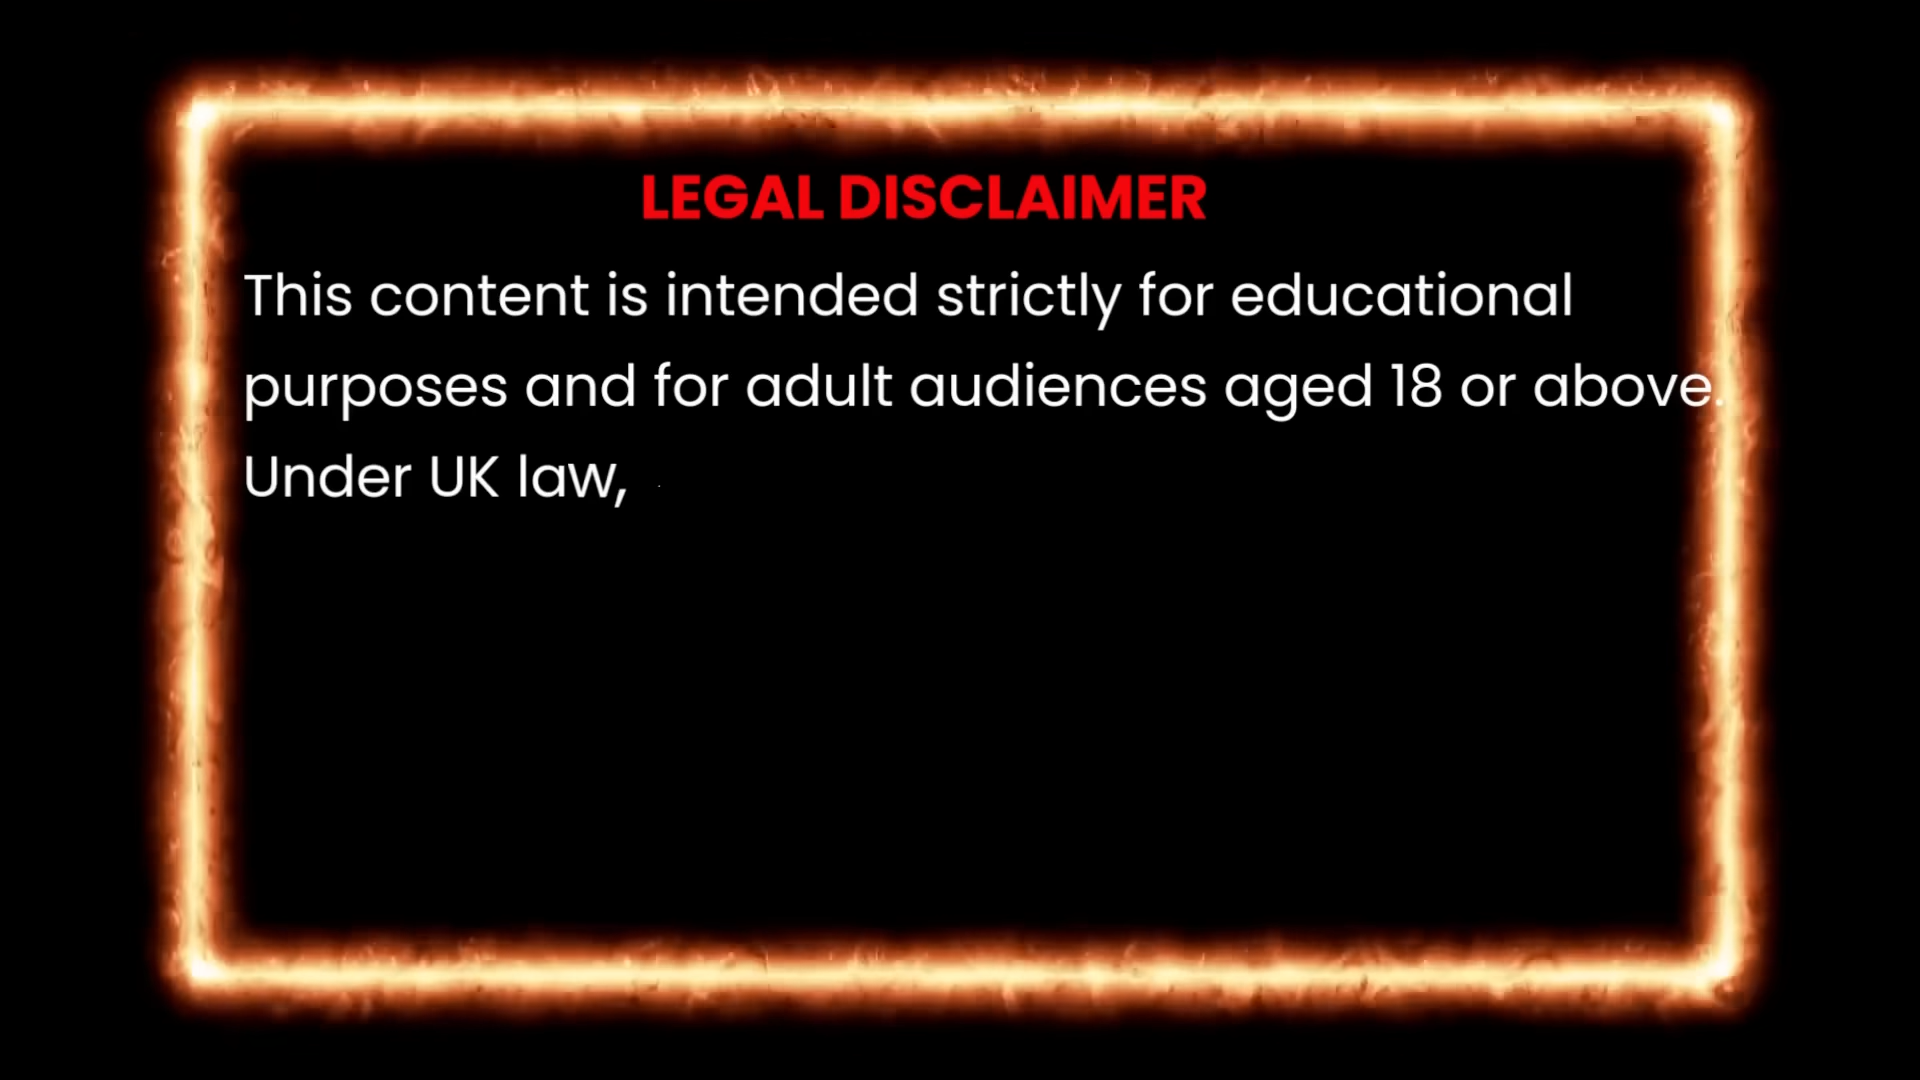 LEGAL DISCLAIMER
This content is intended strictly for educational
purposes and for adult audiences aged 18 or above.
Under UK law,